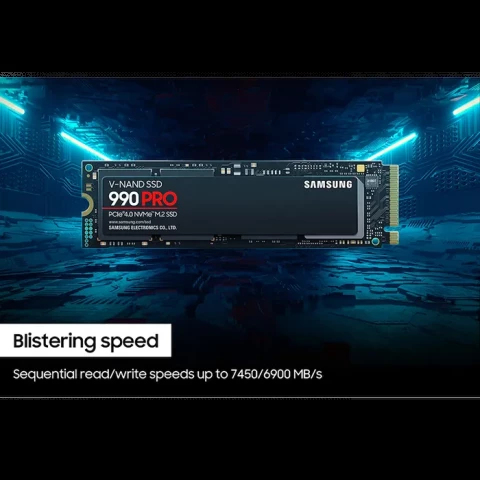 V-NAND SSD
SAMSUNG
990 PRO
PCIe®4.0 NVMe™ M.2 SSD
www.samsung.com/ssd
SAMSUNG ELECTRONICS CO., LTD.
Blistering speed
Sequential read/write speeds up to 7450/6900 MB/s